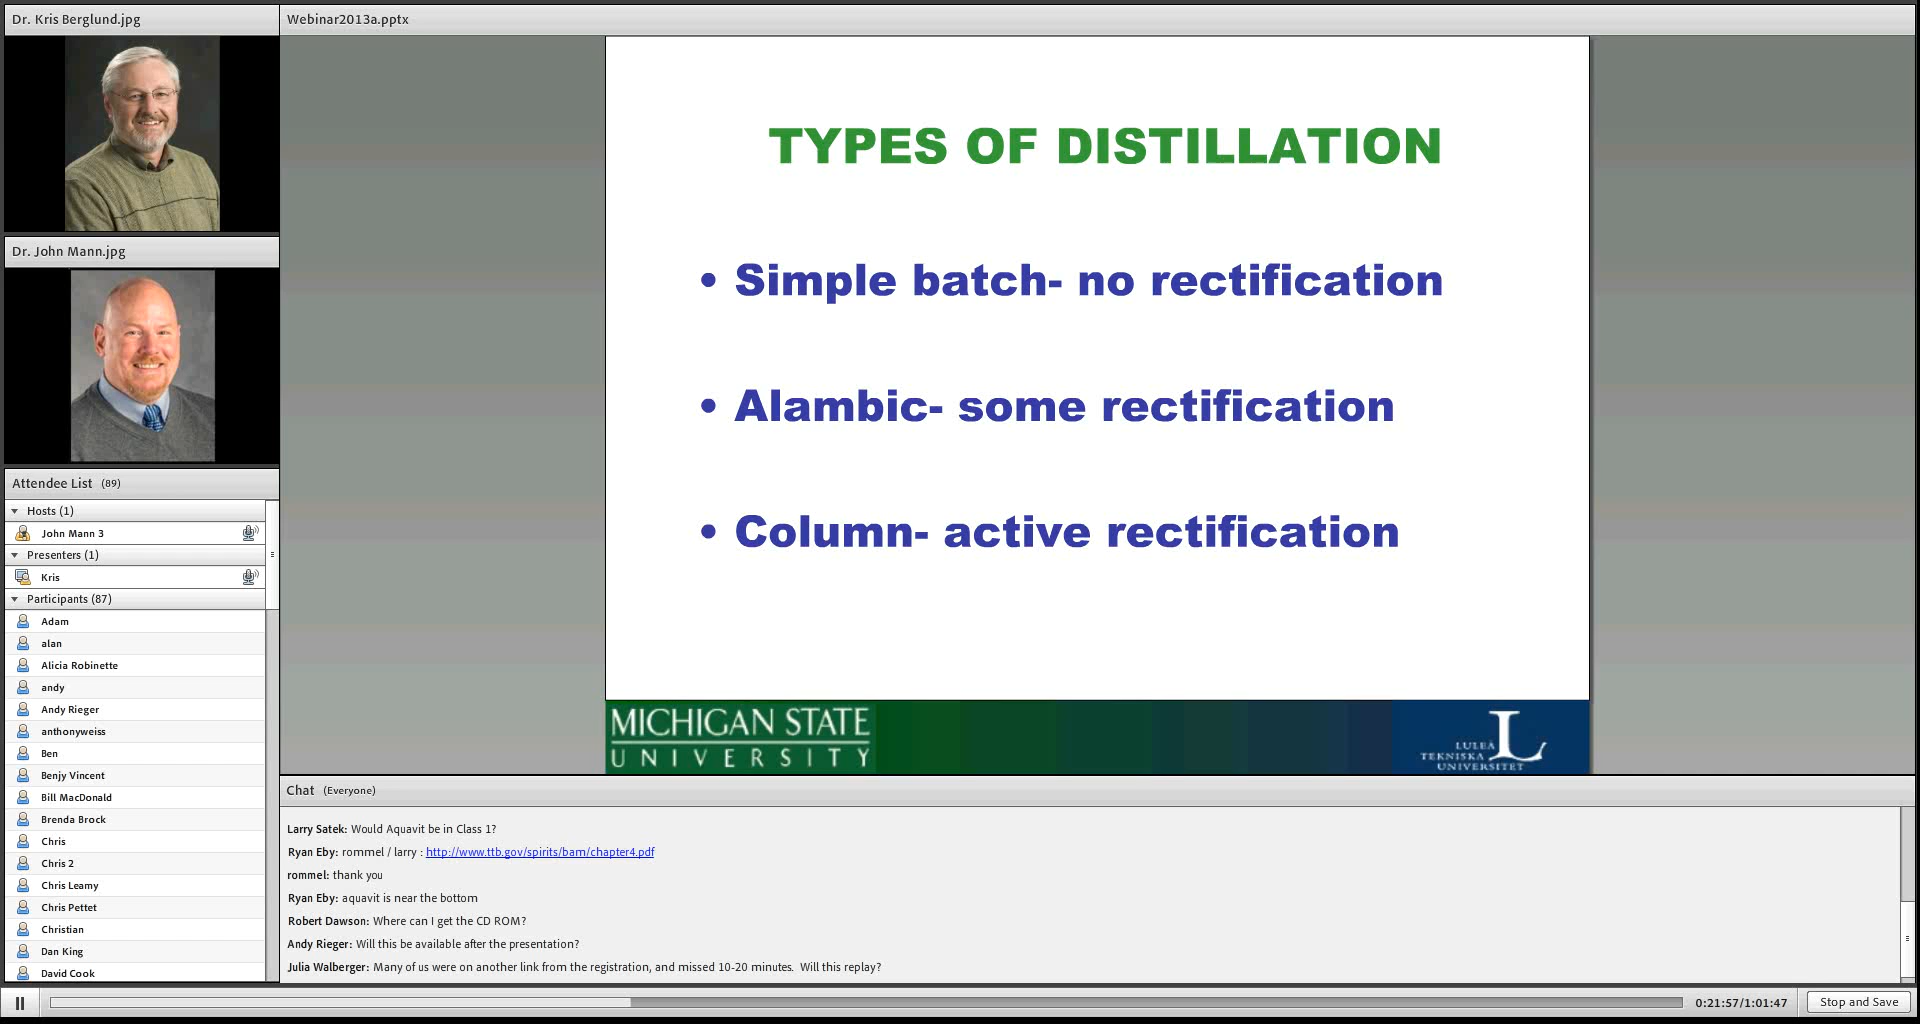 Dr. Kris Berglund.jpg
Dr. John Mann.jpg
Attendee List (89)
Hosts (1)
John Mann 3
Presenters (1)
Kris
Participants (87)
Adam
alan
Alicia Robinette
andy
Andy Rieger
anthonyweiss
Ben
Benjy Vincent
Bill MacDonald
Brenda Brock
Chris
Chris 2
Chris Leamy
Chris Pettet
Christian
Dan King
David Cook
Webinar2013a.pptx
TYPES OF DISTILLATION
• Simple batch- no rectification
• Alambic- some rectification
• Column- active rectification
MICHIGAN STATE
UNIVERSITY
L
LULEÅ
TEKNISKA
UNIVERSITET
Chat (Everyone)
Larry Satek: Would Aquavit be in Class 1?
Ryan Eby: rommel / larry : http://www.ttb.gov/spirits/bam/chapter4.pdf
rommel: thank you
Ryan Eby: aquavit is near the bottom
Robert Dawson: Where can I get the CD ROM?
Andy Rieger: Will this be available after the presentation?
Julia Walberger: Many of us were on another link from the registration, and missed 10-20 minutes. Will this replay?
0:21:57/1:01:47
Stop and Save